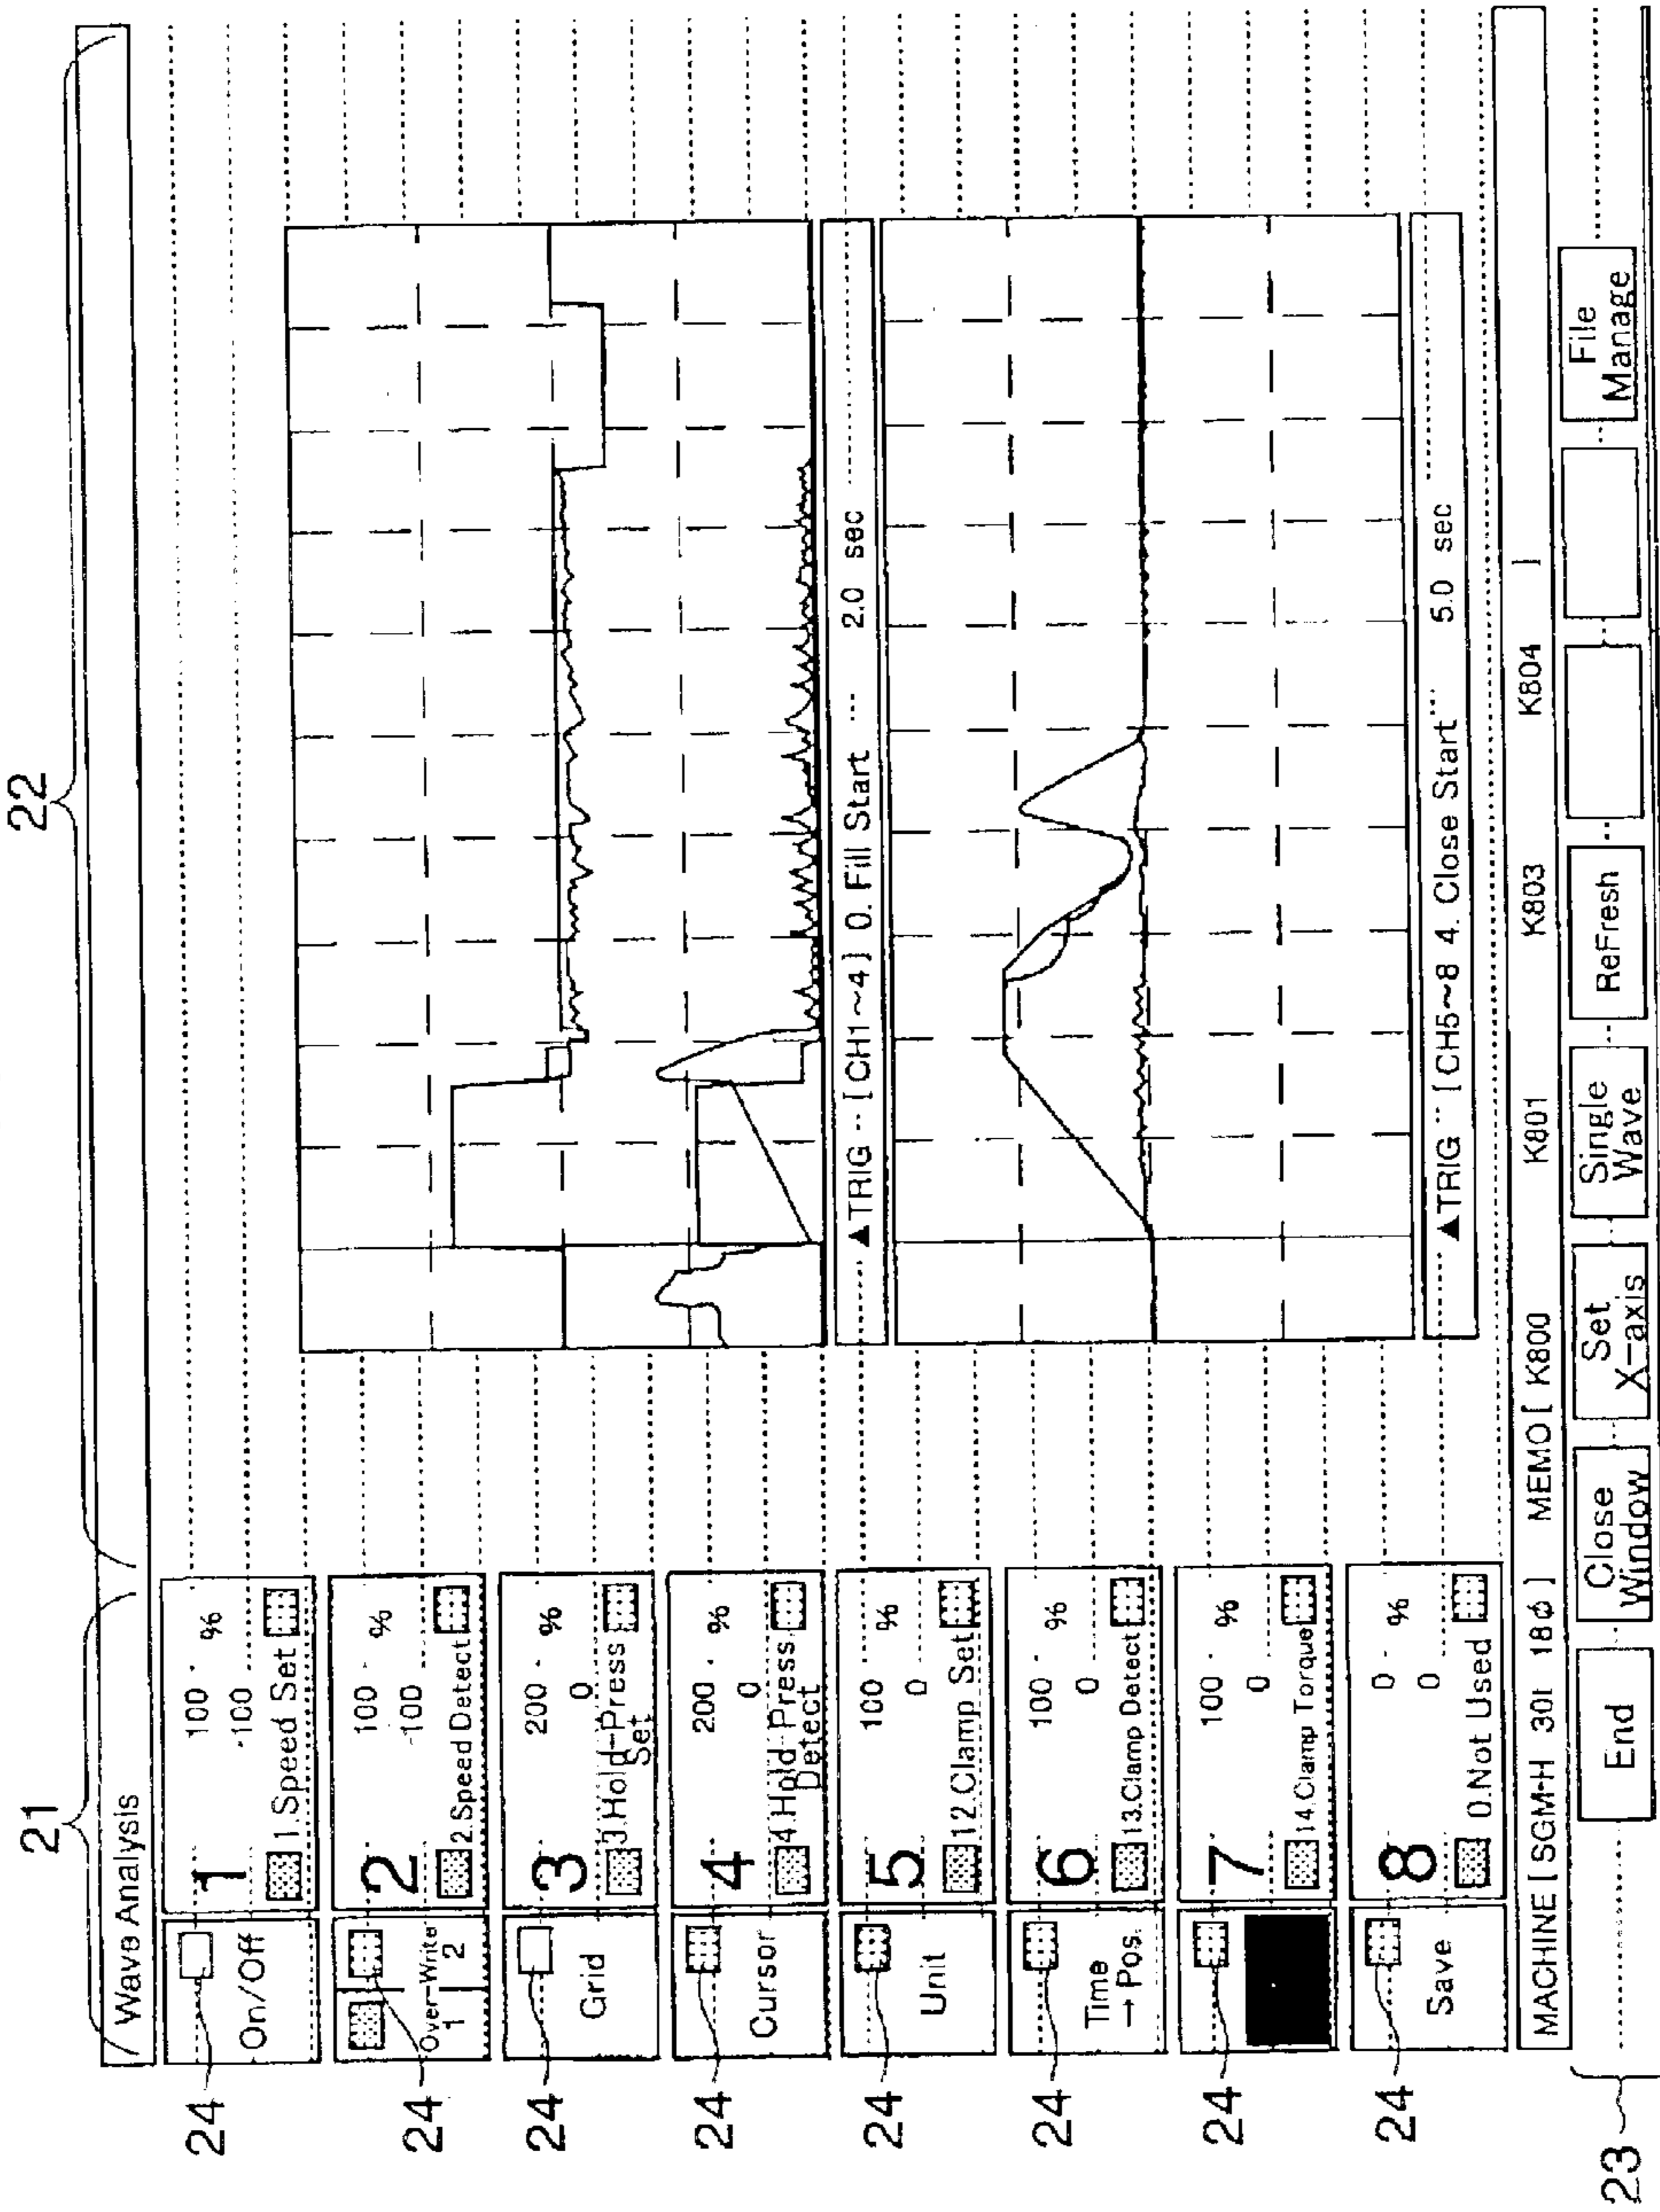 21
22
Wave Analysis
24
On/Off
1
100 %
-100
1.Speed Set
24
Over-Writer
1 2
2
100 %
-100
2.Speed Detect
24
Grid
3
200 %
0
3.Hold-Press
Set
24
Cursor
4
200 %
0
4.Hold-Press
Detect
24
Unit
5
100 %
0
12.Clamp Set
24
Time
→ Pos.
6
100 %
0
13.Clamp Detect
24
7
100 %
0
14.Clamp Torque
24
Save
8
0 %
0
0.Not Used
▲TRIG -- [CH1~4] 0. Fill Start ... 2.0 sec
▲TRIG -- [CH5~8 4. Close Start ... 5.0 sec
MACHINE [ SGM-H 30t 18ϕ ] MEMO [ K800 K801 K803 K804 ]
23
End
Close
Window
Set
X-axis
Single
Wave
ReFresh
File
Manage